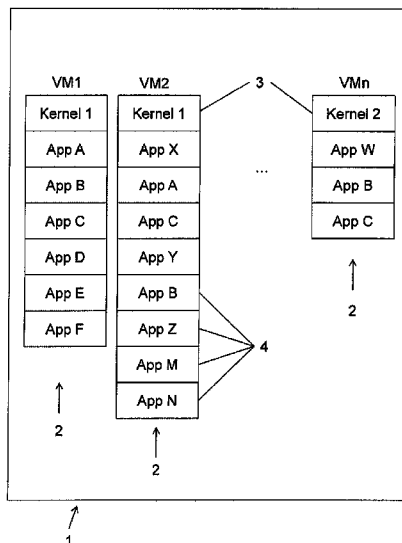 VM1
VM2
3
VMn
Kernel 1
Kernel 1
Kernel 2
App A
App X
App W
App B
App A
...
App B
App C
App C
App C
App D
App Y
App E
App B
2
App F
App Z
4
App M
2
App N
2
1